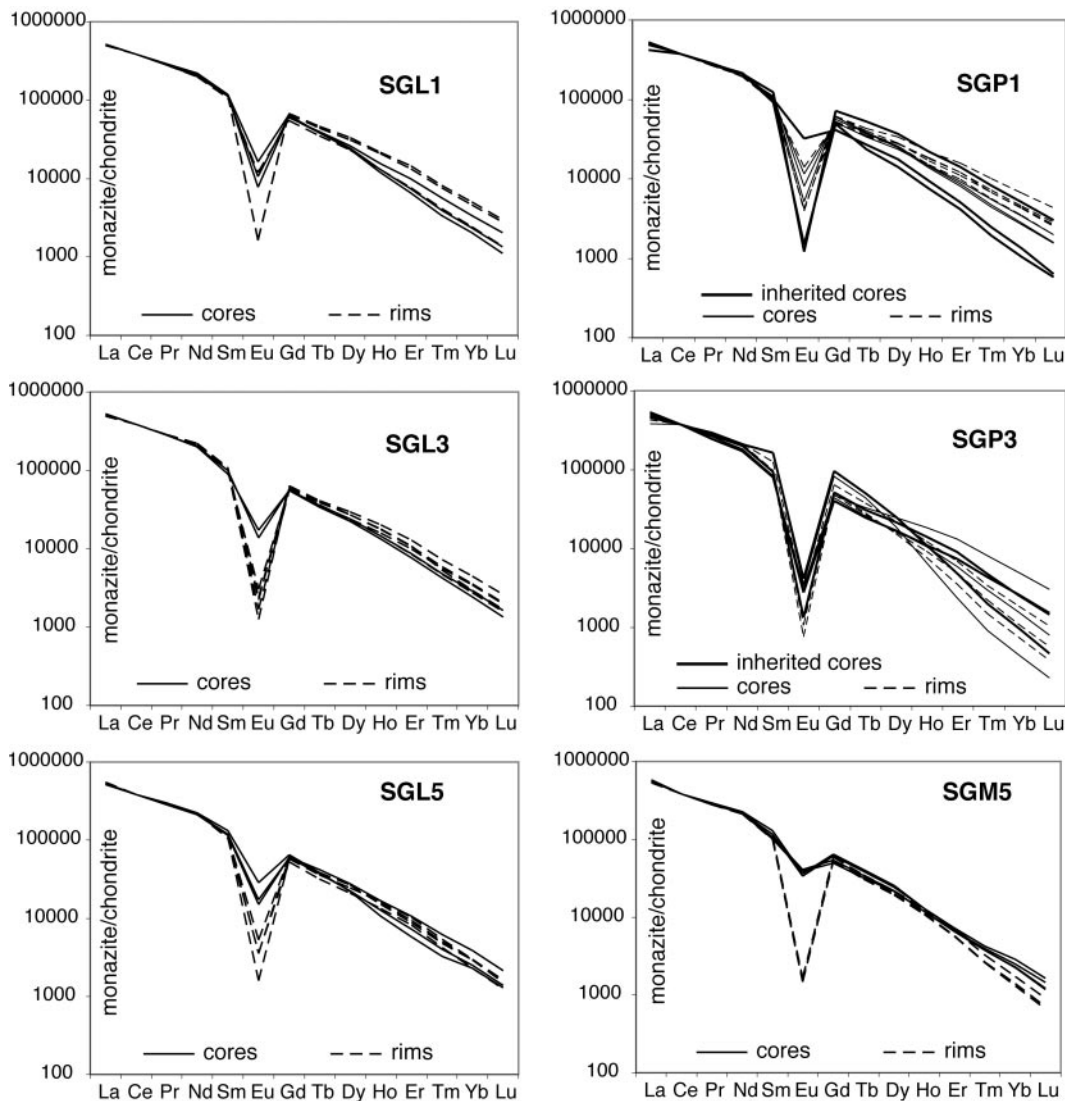 SGL1
1000000
100000
10000
1000
100
monazite/chondrite
cores
rims
La Ce Pr Nd Sm Eu Gd Tb Dy Ho Er Tm Yb Lu
SGP1
1000000
100000
10000
1000
100
monazite/chondrite
inherited cores
cores
rims
La Ce Pr Nd Sm Eu Gd Tb Dy Ho Er Tm Yb Lu
SGL3
1000000
100000
10000
1000
100
monazite/chondrite
cores
rims
La Ce Pr Nd Sm Eu Gd Tb Dy Ho Er Tm Yb Lu
SGP3
1000000
100000
10000
1000
100
monazite/chondrite
inherited cores
cores
rims
La Ce Pr Nd Sm Eu Gd Tb Dy Ho Er Tm Yb Lu
SGL5
1000000
100000
10000
1000
100
monazite/chondrite
cores
rims
La Ce Pr Nd Sm Eu Gd Tb Dy Ho Er Tm Yb Lu
SGM5
1000000
100000
10000
1000
100
monazite/chondrite
cores
rims
La Ce Pr Nd Sm Eu Gd Tb Dy Ho Er Tm Yb Lu